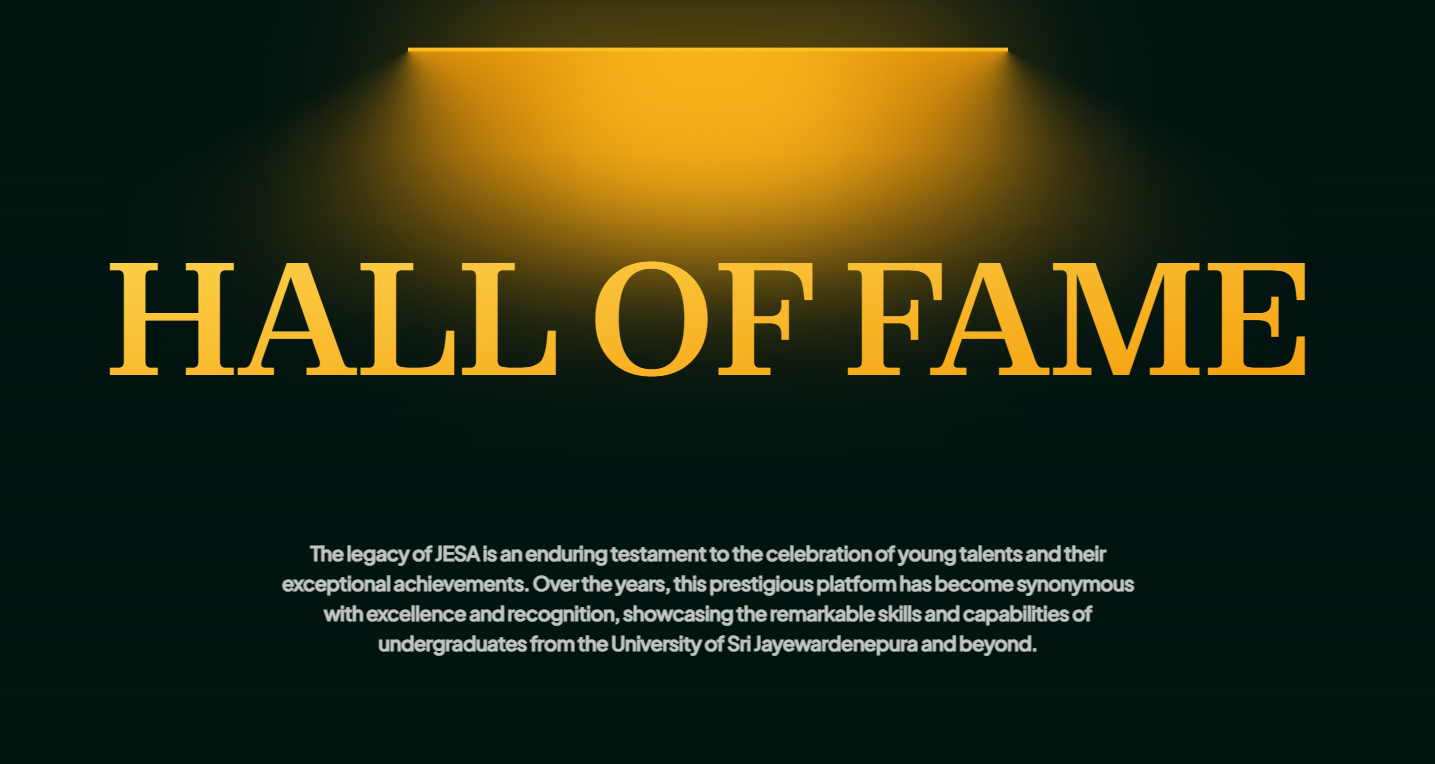 HALL OF FAME
The legacy of JESA is an enduring testament to the celebration of young talents and their
exceptional achievements. Over the years, this prestigious platform has become synonymous
with excellence and recognition, showcasing the remarkable skills and capabilities of
undergraduates from the University of Sri Jayewardenepura and beyond.